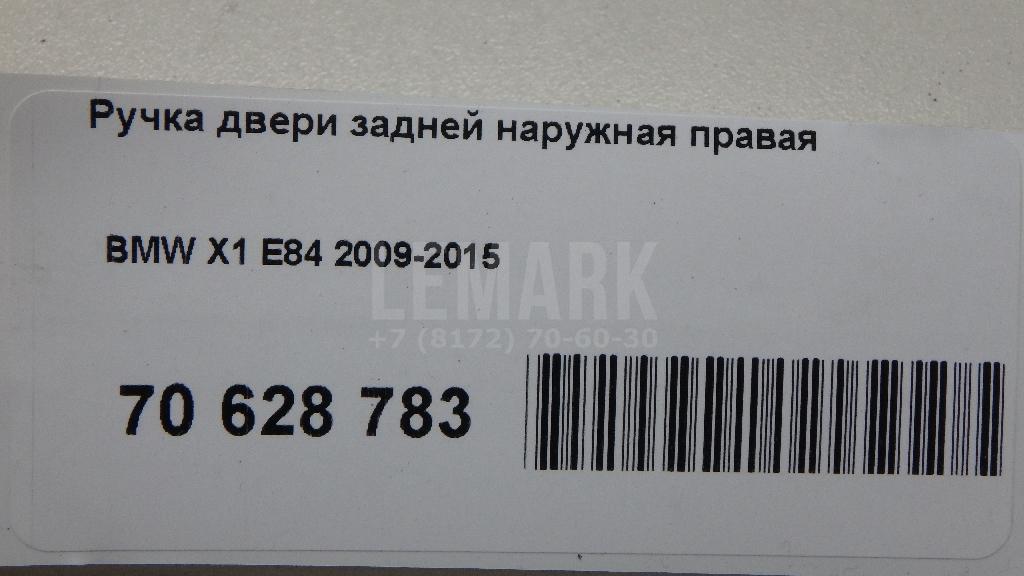 Ручка двери задней наружная правая
BMW X1 E84 2009-2015
LEMARK
+7 (8172) 70-60-30
70 628 783